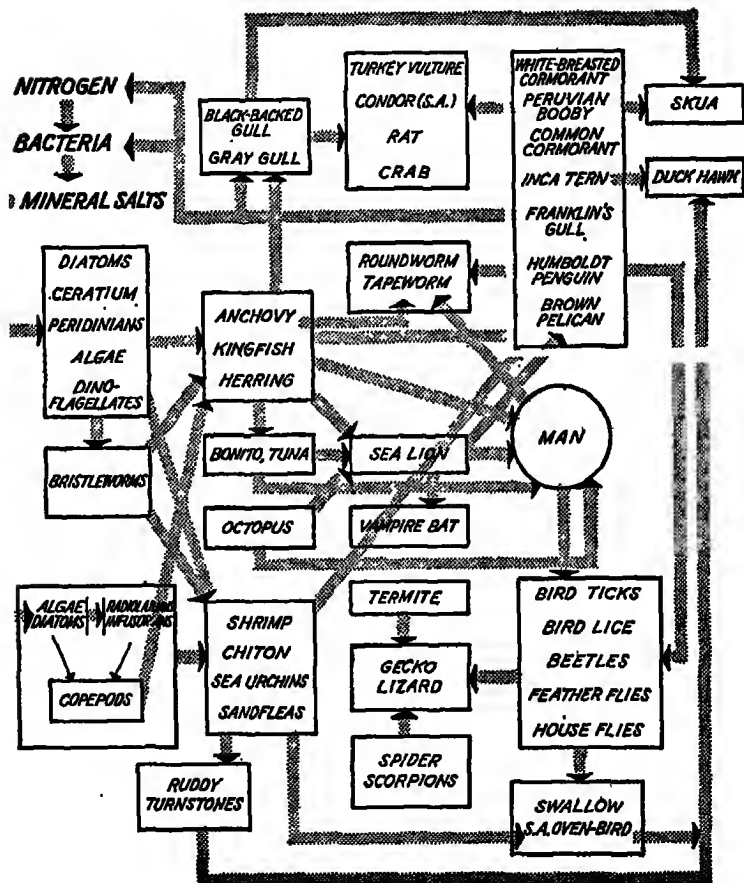 NITROGEN
BACTERIA
MINERAL SALTS
BLACK-BACKED
GULL
GRAY GULL
TURKEY VULTURE
CONDOR (S.A.)
RAT
CRAB
WHITE-BREASTED
CORMORANT
PERUVIAN
BOOBY
COMMON
CORMORANT
INCA TERN
FRANKLIN'S
GULL
HUMBOLDT
PENGUIN
BROWN
PELICAN
SKUA
DUCK HAWK
DIATOMS
CERATIUM
PERIDINIANS
ALGAE
DINO-
FLAGELLATES
BRISTLEWORMS
ANCHOVY
KINGFISH
HERRING
ROUNDWORM
TAPEWORM
MAN
BONITO, TUNA
SEA LION
OCTOPUS
VAMPIRE BAT
ALGAE
DIATOMS
RADIOLARIANS
INFUSORIANS
COPEPODS
SHRIMP
CHITON
SEA URCHINS
SANDFLEAS
TERMITE
GECKO
LIZARD
SPIDER
SCORPIONS
BIRD TICKS
BIRD LICE
BEETLES
FEATHER FLIES
HOUSE FLIES
RUDDY
TURNSTONES
SWALLOW
S.A. OVEN-BIRD